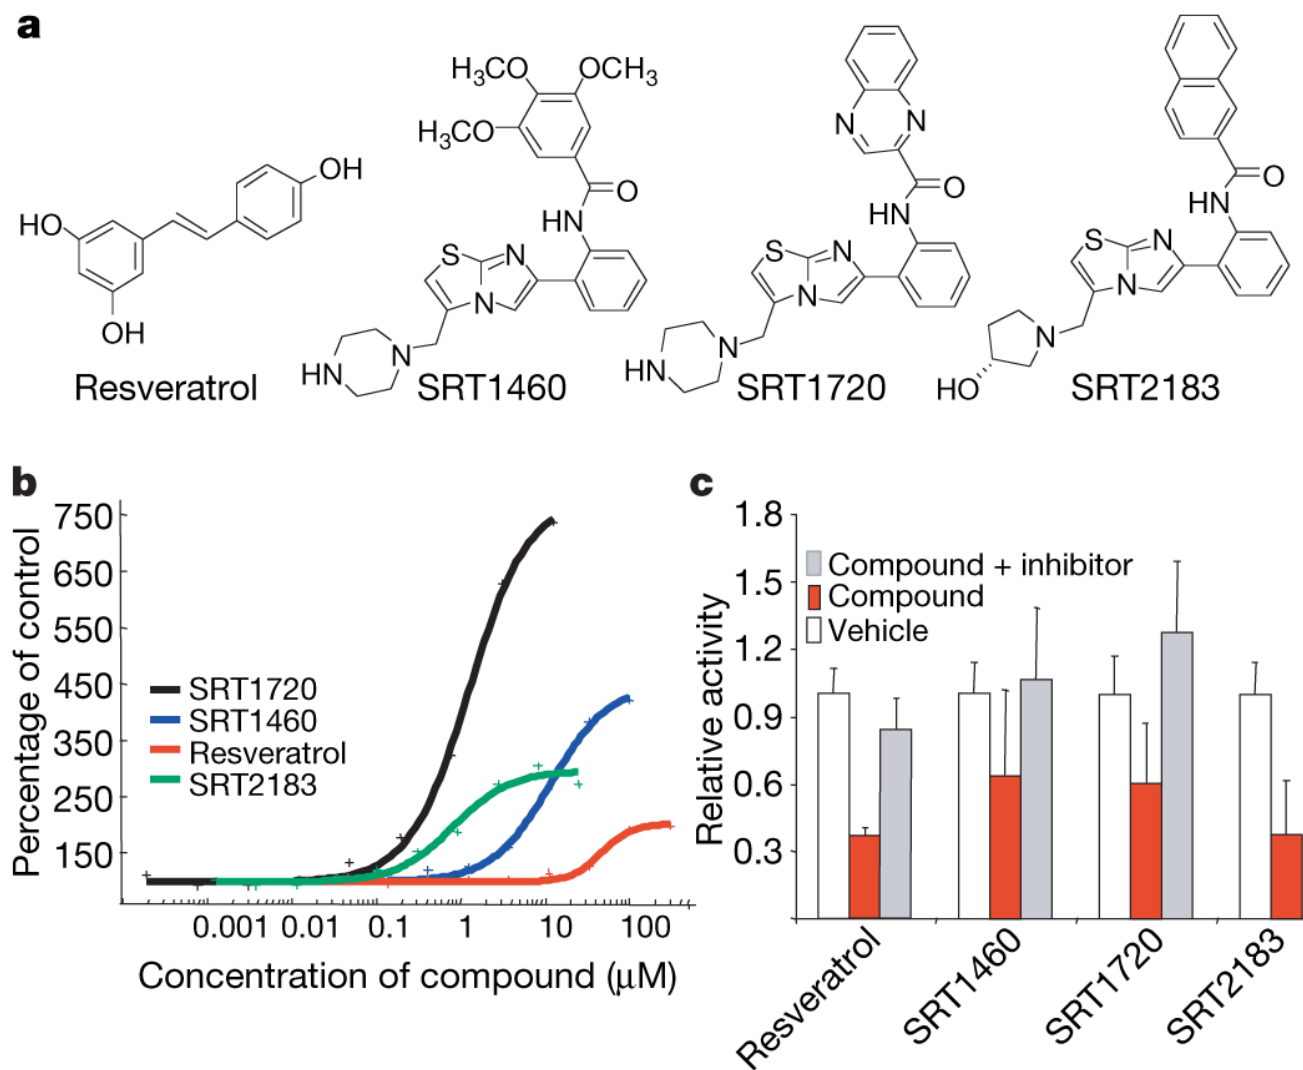 a
H3CO
OCH3
H3CO
O
HN
S
N
N
HN
N
SRT1460
HO
OH
OH
Resveratrol
N
N
O
HN
S
N
N
HN
N
SRT1720
O
HN
S
N
N
N
HO
SRT2183
b
Percentage of control
750
650
550
450
350
250
150
SRT1720
SRT1460
Resveratrol
SRT2183
0.001 0.01 0.1 1 10 100
Concentration of compound (μM)
c
Relative activity
1.8
1.5
1.2
0.9
0.6
0.3
Compound + inhibitor
Compound
Vehicle
Resveratrol
SRT1460
SRT1720
SRT2183